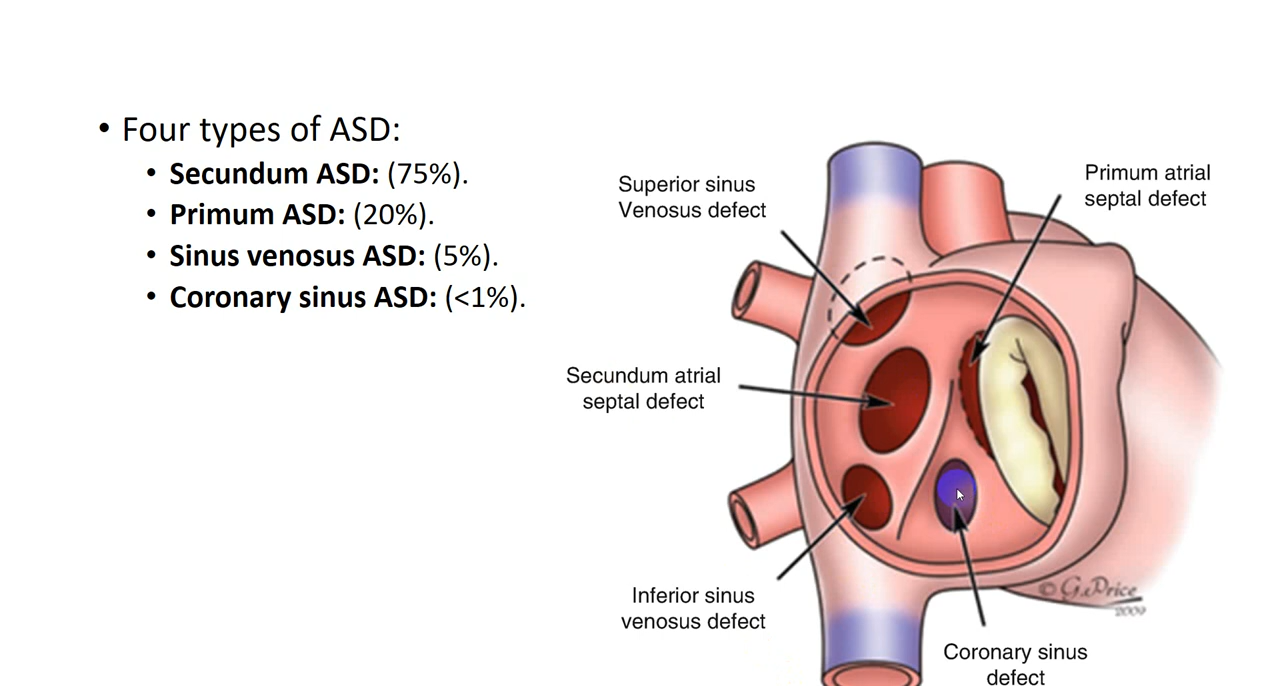 • Four types of ASD:
• Secundum ASD: (75%).
• Primum ASD: (20%).
• Sinus venosus ASD: (5%).
• Coronary sinus ASD: (<1%).
Superior sinus
Venosus defect
Primum atrial
septal defect
Secundum atrial
septal defect
Inferior sinus
venosus defect
Coronary sinus
defect
© G.Price
2009